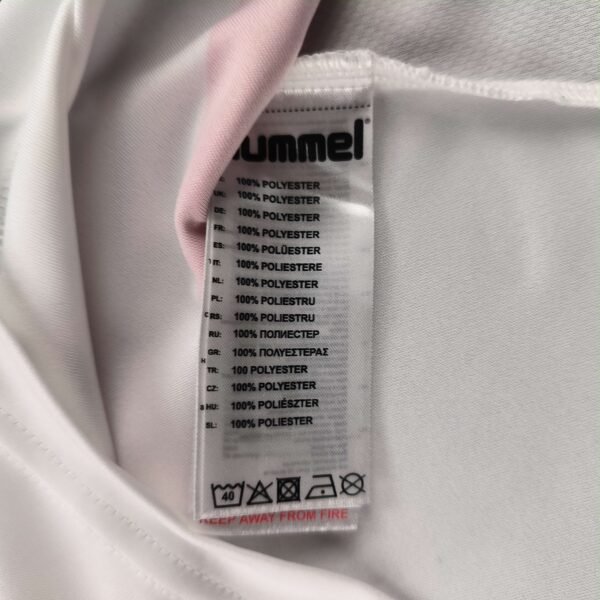 hummel®
100% POLYESTER
UK: 100% POLYESTER
DE: 100% POLYESTER
FR: 100% POLYESTER
ES: 100% POLÜESTER
IT: 100% POLIESTERE
NL: 100% POLYESTER
PL: 100% POLIESTRU
RS: 100% POLIESTRU
RU: 100% ПОЛИЕСТЕР
GR: 100% ΠΟΛΥΕΣΤΕΡΑΣ
TR: 100 POLYESTER
CZ: 100% POLYESTER
HU: 100% POLIÉSZTER
SL: 100% POLIESTER
40
KEEP AWAY FROM FIRE